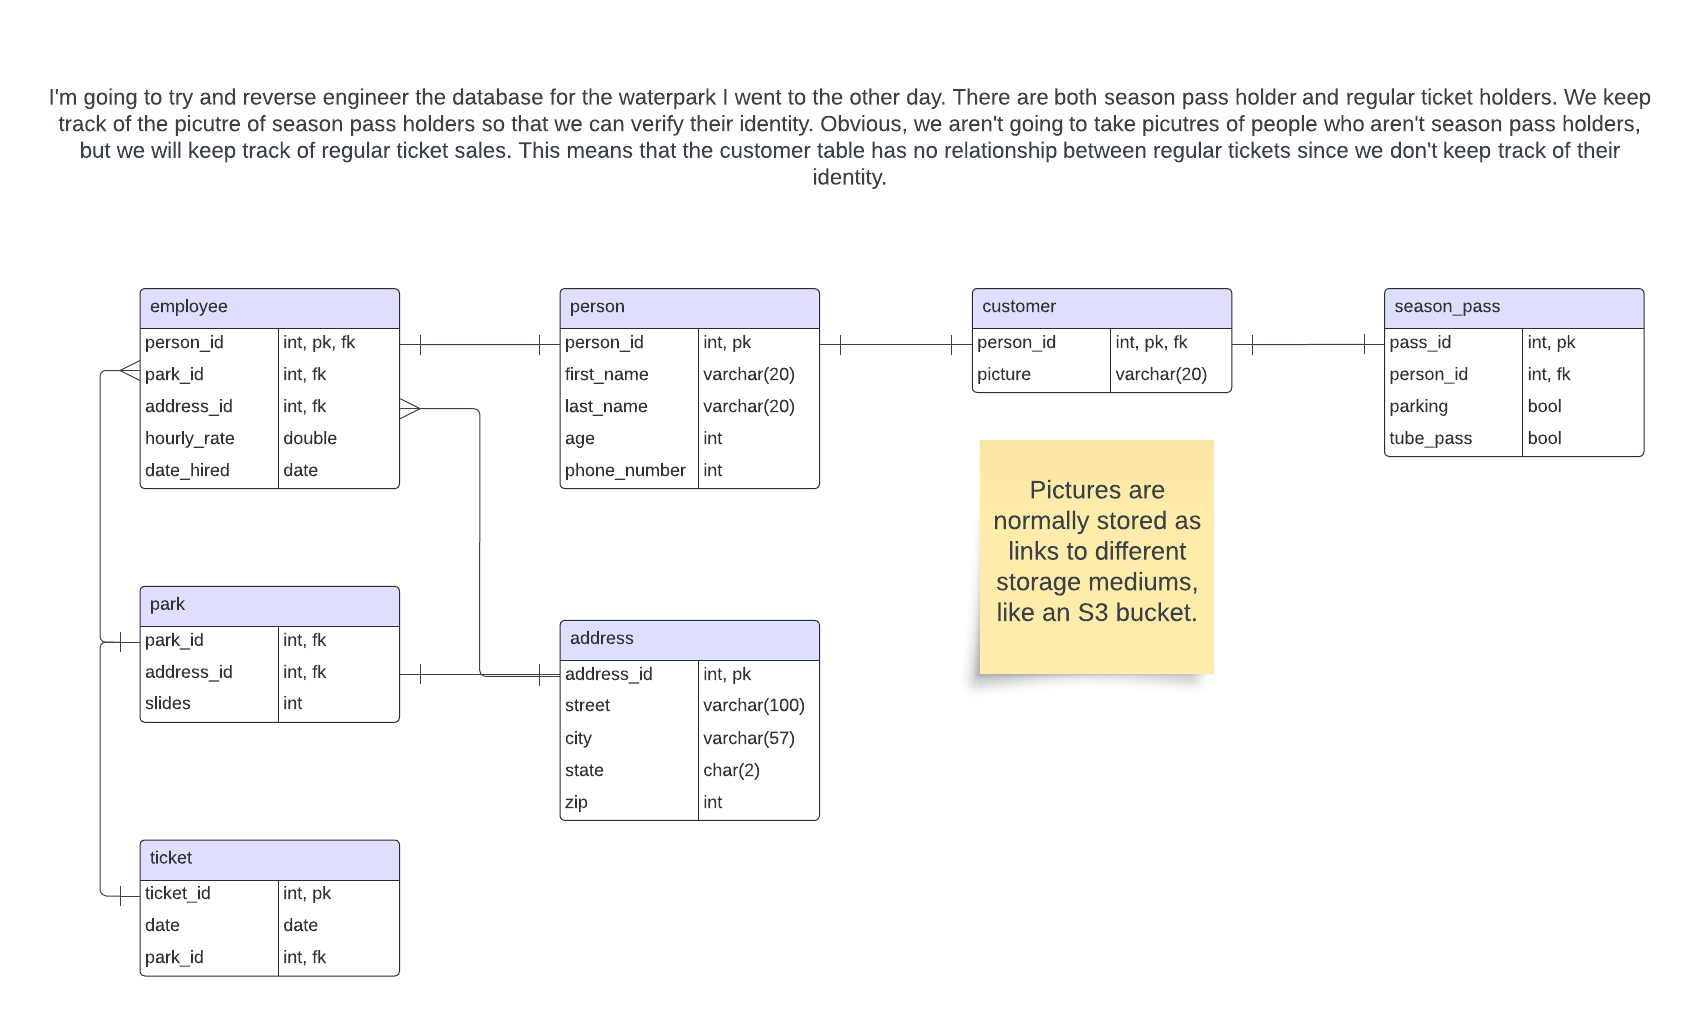 I'm going to try and reverse engineer the database for the waterpark I went to the other day. There are both season pass holder and regular ticket holders. We keep
track of the picutre of season pass holders so that we can verify their identity. Obvious, we aren't going to take picutres of people who aren't season pass holders,
but we will keep track of regular ticket sales. This means that the customer table has no relationship between regular tickets since we don't keep track of their
identity.
employee
person_id int, pk, fk
park_id int, fk
address_id int, fk
hourly_rate double
date_hired date
person
person_id int, pk
first_name varchar(20)
last_name varchar(20)
age int
phone_number int
customer
person_id int, pk, fk
picture varchar(20)
season_pass
pass_id int, pk
person_id int, fk
parking bool
tube_pass bool
Pictures are
normally stored as
links to different
storage mediums,
like an S3 bucket.
park
park_id int, fk
address_id int, fk
slides int
address
address_id int, pk
street varchar(100)
city varchar(57)
state char(2)
zip int
ticket
ticket_id int, pk
date date
park_id int, fk